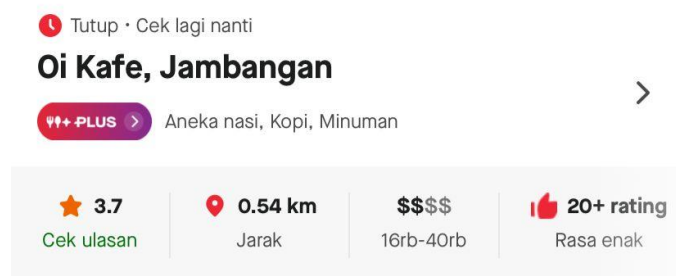 Tutup • Cek lagi nanti
Oi Kafe, Jambangan
+ PLUS Aneka nasi, Kopi, Minuman
3.7 0.54 km $$$$ 20+ rating
Cek ulasan Jarak 16rb-40rb Rasa enak